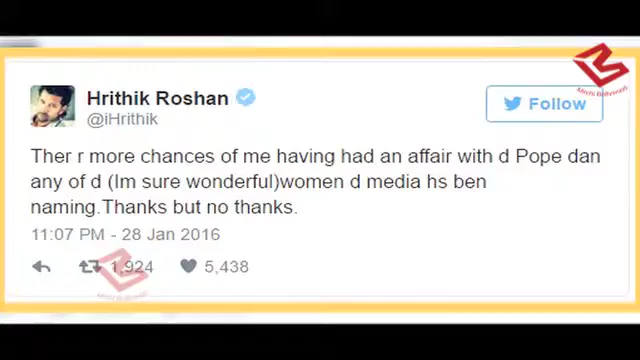 Hrithik Roshan
@iHrithik
Follow
Ther r more chances of me having had an affair with d Pope dan
any of d (Im sure wonderful)women d media hs ben
naming.Thanks but no thanks.
11:07 PM - 28 Jan 2016
1,924 5,438